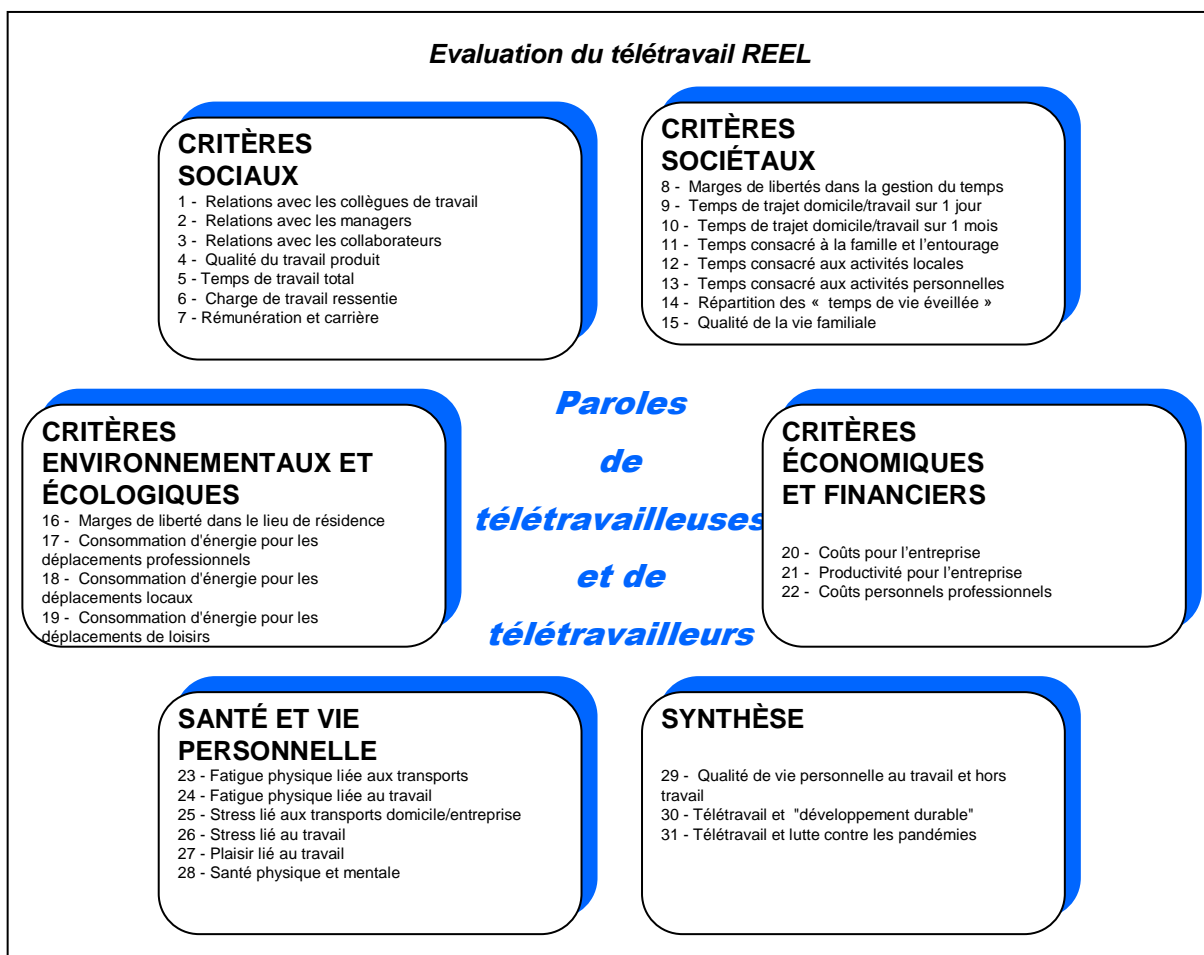 Evaluation du télétravail REEL
CRITÈRES
SOCIAUX
1 - Relations avec les collègues de travail
2 - Relations avec les managers
3 - Relations avec les collaborateurs
4 - Qualité du travail produit
5 - Temps de travail total
6 - Charge de travail ressentie
7 - Rémunération et carrière
CRITÈRES
SOCIÉTAUX
8 - Marges de libertés dans la gestion du temps
9 - Temps de trajet domicile/travail sur 1 jour
10 - Temps de trajet domicile/travail sur 1 mois
11 - Temps consacré à la famille et l'entourage
12 - Temps consacré aux activités locales
13 - Temps consacré aux activités personnelles
14 - Répartition des « temps de vie éveillée »
15 - Qualité de la vie familiale
CRITÈRES
ENVIRONNEMENTAUX ET
ÉCOLOGIQUES
16 - Marges de liberté dans le lieu de résidence
17 - Consommation d'énergie pour les
déplacements professionnels
18 - Consommation d'énergie pour les
déplacements locaux
19 - Consommation d'énergie pour les
déplacements de loisirs
Paroles
de
télétravailleuses
et de
télétravailleurs
CRITÈRES
ÉCONOMIQUES
ET FINANCIERS
20 - Coûts pour l'entreprise
21 - Productivité pour l'entreprise
22 - Coûts personnels professionnels
SANTÉ ET VIE
PERSONNELLE
23 - Fatigue physique liée aux transports
24 - Fatigue physique liée au travail
25 - Stress lié aux transports domicile/entreprise
26 - Stress lié au travail
27 - Plaisir lié au travail
28 - Santé physique et mentale
SYNTHÈSE
29 - Qualité de vie personnelle au travail et hors
travail
30 - Télétravail et "développement durable"
31 - Télétravail et lutte contre les pandémies